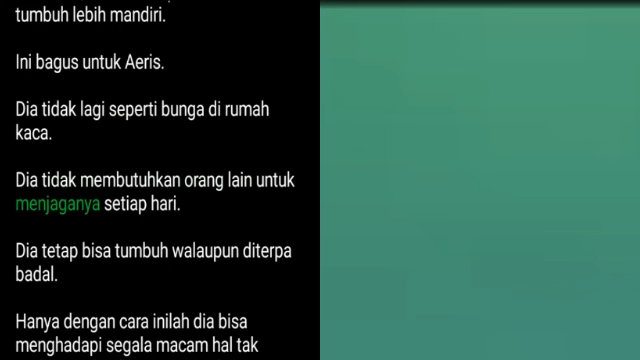 tumbuh lebih mandiri.
Ini bagus untuk Aeris.
Dia tidak lagi seperti bunga di rumah
kaca.
Dia tidak membutuhkan orang lain untuk
menjaganya setiap hari.
Dia tetap bisa tumbuh walaupun diterpa
badal.
Hanya dengan cara inilah dia bisa
menghadapi segala macam hal tak